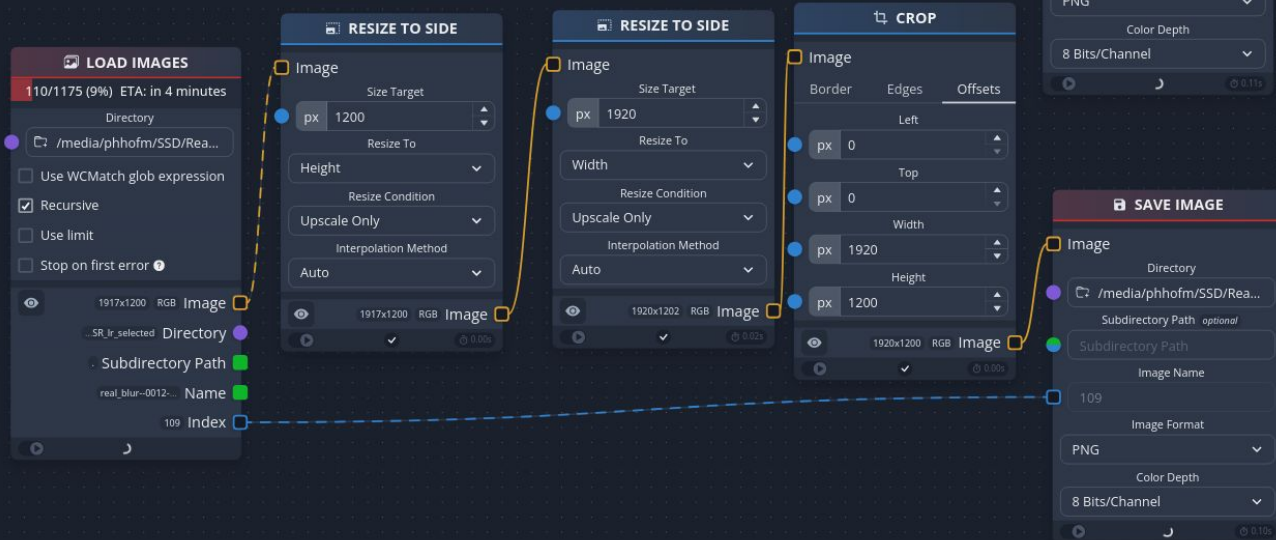 LOAD IMAGES
110/1175 (9%) ETA: in 4 minutes
Directory
/media/phhofm/SSD/Rea...
Use WCMatch glob expression
Recursive
Use limit
Stop on first error ?
1917x1200 RGB Image
...SR_lr_selected Directory
. Subdirectory Path
real_blur--0012-... Name
109 Index
RESIZE TO SIDE
Image
Size Target
px 1200
Resize To
Height
Resize Condition
Upscale Only
Interpolation Method
Auto
1917x1200 RGB Image
0.00s
RESIZE TO SIDE
Image
Size Target
px 1920
Resize To
Width
Resize Condition
Upscale Only
Interpolation Method
Auto
1920x1202 RGB Image
0.02s
CROP
Image
Border Edges Offsets
Left
px 0
Top
px 0
Width
px 1920
Height
px 1200
1920x1200 RGB Image
0.00s
PNG
Color Depth
8 Bits/Channel
0.11s
SAVE IMAGE
Image
Directory
/media/phhofm/SSD/Rea...
Subdirectory Path optional
Subdirectory Path
Image Name
109
Image Format
PNG
Color Depth
8 Bits/Channel
0.10s